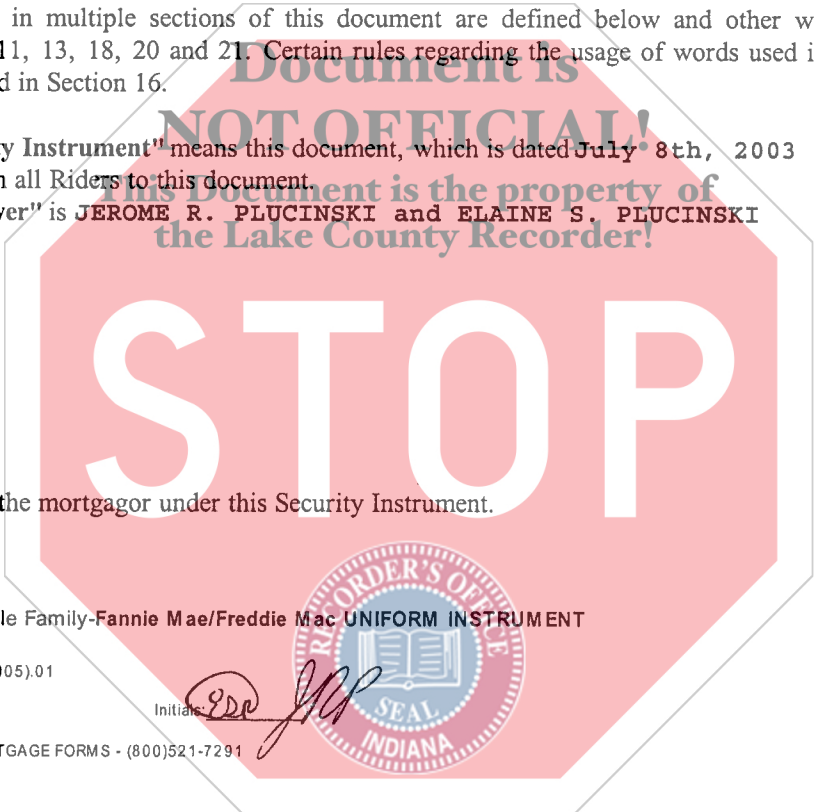 in multiple sections of this document are defined below and other w
11, 13, 18, 20 and 21. Certain rules regarding the usage of words used i
d in Section 16.
Document is
NOT OFFICIAL!
This Document is the property of
the Lake County Recorder!
y Instrument" means this document, which is dated July 8th, 2003
n all Riders to this document.
ver" is JEROME R. PLUCINSKI and ELAINE S. PLUCINSKI
STOP
the mortgagor under this Security Instrument.
le Family-Fannie Mae/Freddie Mac UNIFORM INSTRUMENT
005).01
Initials:
TGAGE FORMS - (800)521-7291
RECORDER'S OFFICE
SEAL
INDIANA